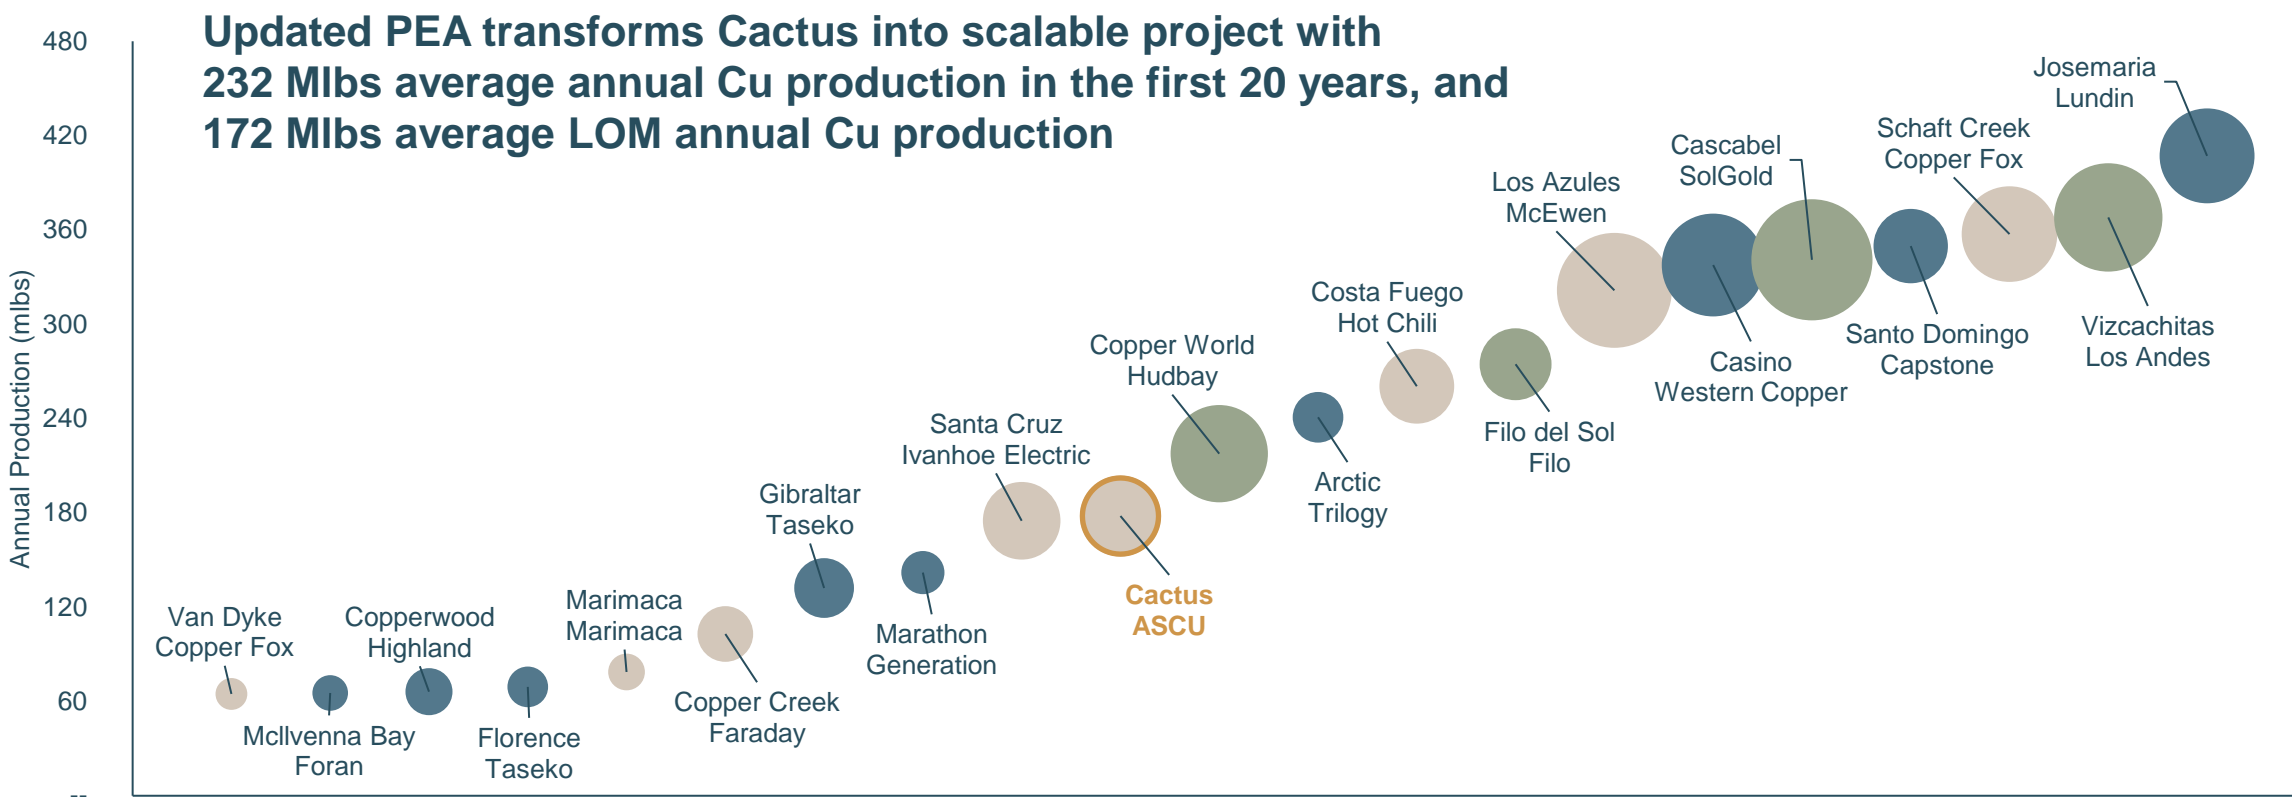 Updated PEA transforms Cactus into scalable project with
232 Mlbs average annual Cu production in the first 20 years, and
172 Mlbs average LOM annual Cu production
Annual Production (mlbs)
480
420
360
300
240
180
120
60
--
Van Dyke
Copper Fox
McIlvenna Bay
Foran
Copperwood
Highland
Florence
Taseko
Marimaca
Marimaca
Copper Creek
Faraday
Gibraltar
Taseko
Marathon
Generation
Santa Cruz
Ivanhoe Electric
Cactus
ASCU
Copper World
Hudbay
Arctic
Trilogy
Costa Fuego
Hot Chili
Filo del Sol
Filo
Los Azules
McEwen
Casino
Western Copper
Cascabel
SolGold
Santo Domingo
Capstone
Schaft Creek
Copper Fox
Vizcachitas
Los Andes
Josemaria
Lundin